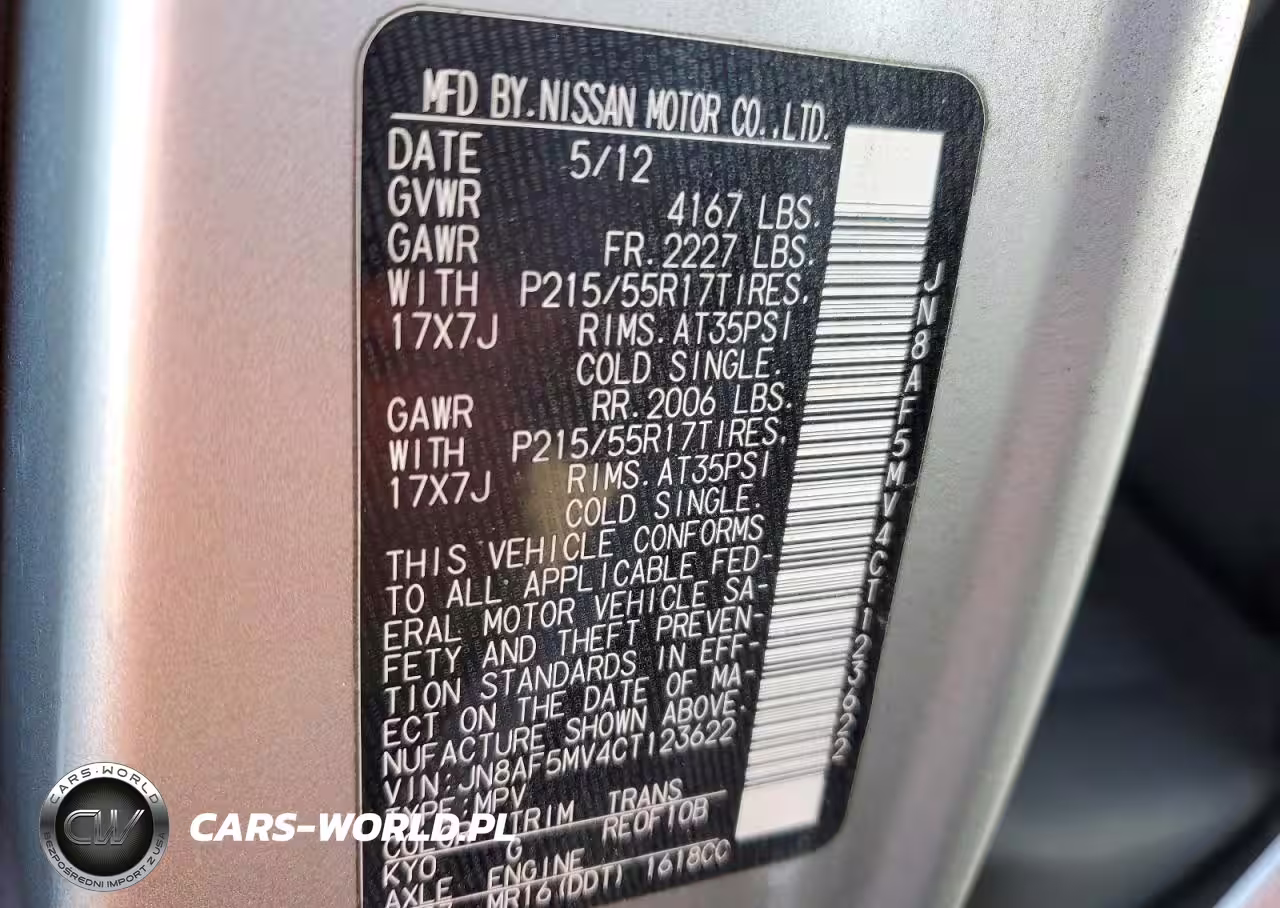 MFD BY.NISSAN MOTOR CO.,LTD.
DATE 5/12
GVWR 4167 LBS.
GAWR FR.2227 LBS.
WITH P215/55R17TIRES.
17X7J RIMS.AT35PSI
COLD SINGLE.
GAWR RR.2006 LBS.
WITH P215/55R17TIRES.
17X7J RIMS.AT35PSI
COLD SINGLE.
THIS VEHICLE CONFORMS
TO ALL APPLICABLE FED-
ERAL MOTOR VEHICLE SA-
FETY AND THEFT PREVEN-
TION STANDARDS IN EFF-
ECT ON THE DATE OF MA-
NUFACTURE SHOWN ABOVE.
VIN:JN8AF5MV4CT123622
TYPE:MPV
TRIM TRANS
KYO G RE0F10B
AXLE ENGINE
MR16(DDT) 1618CC
JN8AF5MV4CT123622
CARS-WORLD
CW
BEZPOŚREDNI IMPORT Z USA
CARS-WORLD.PL